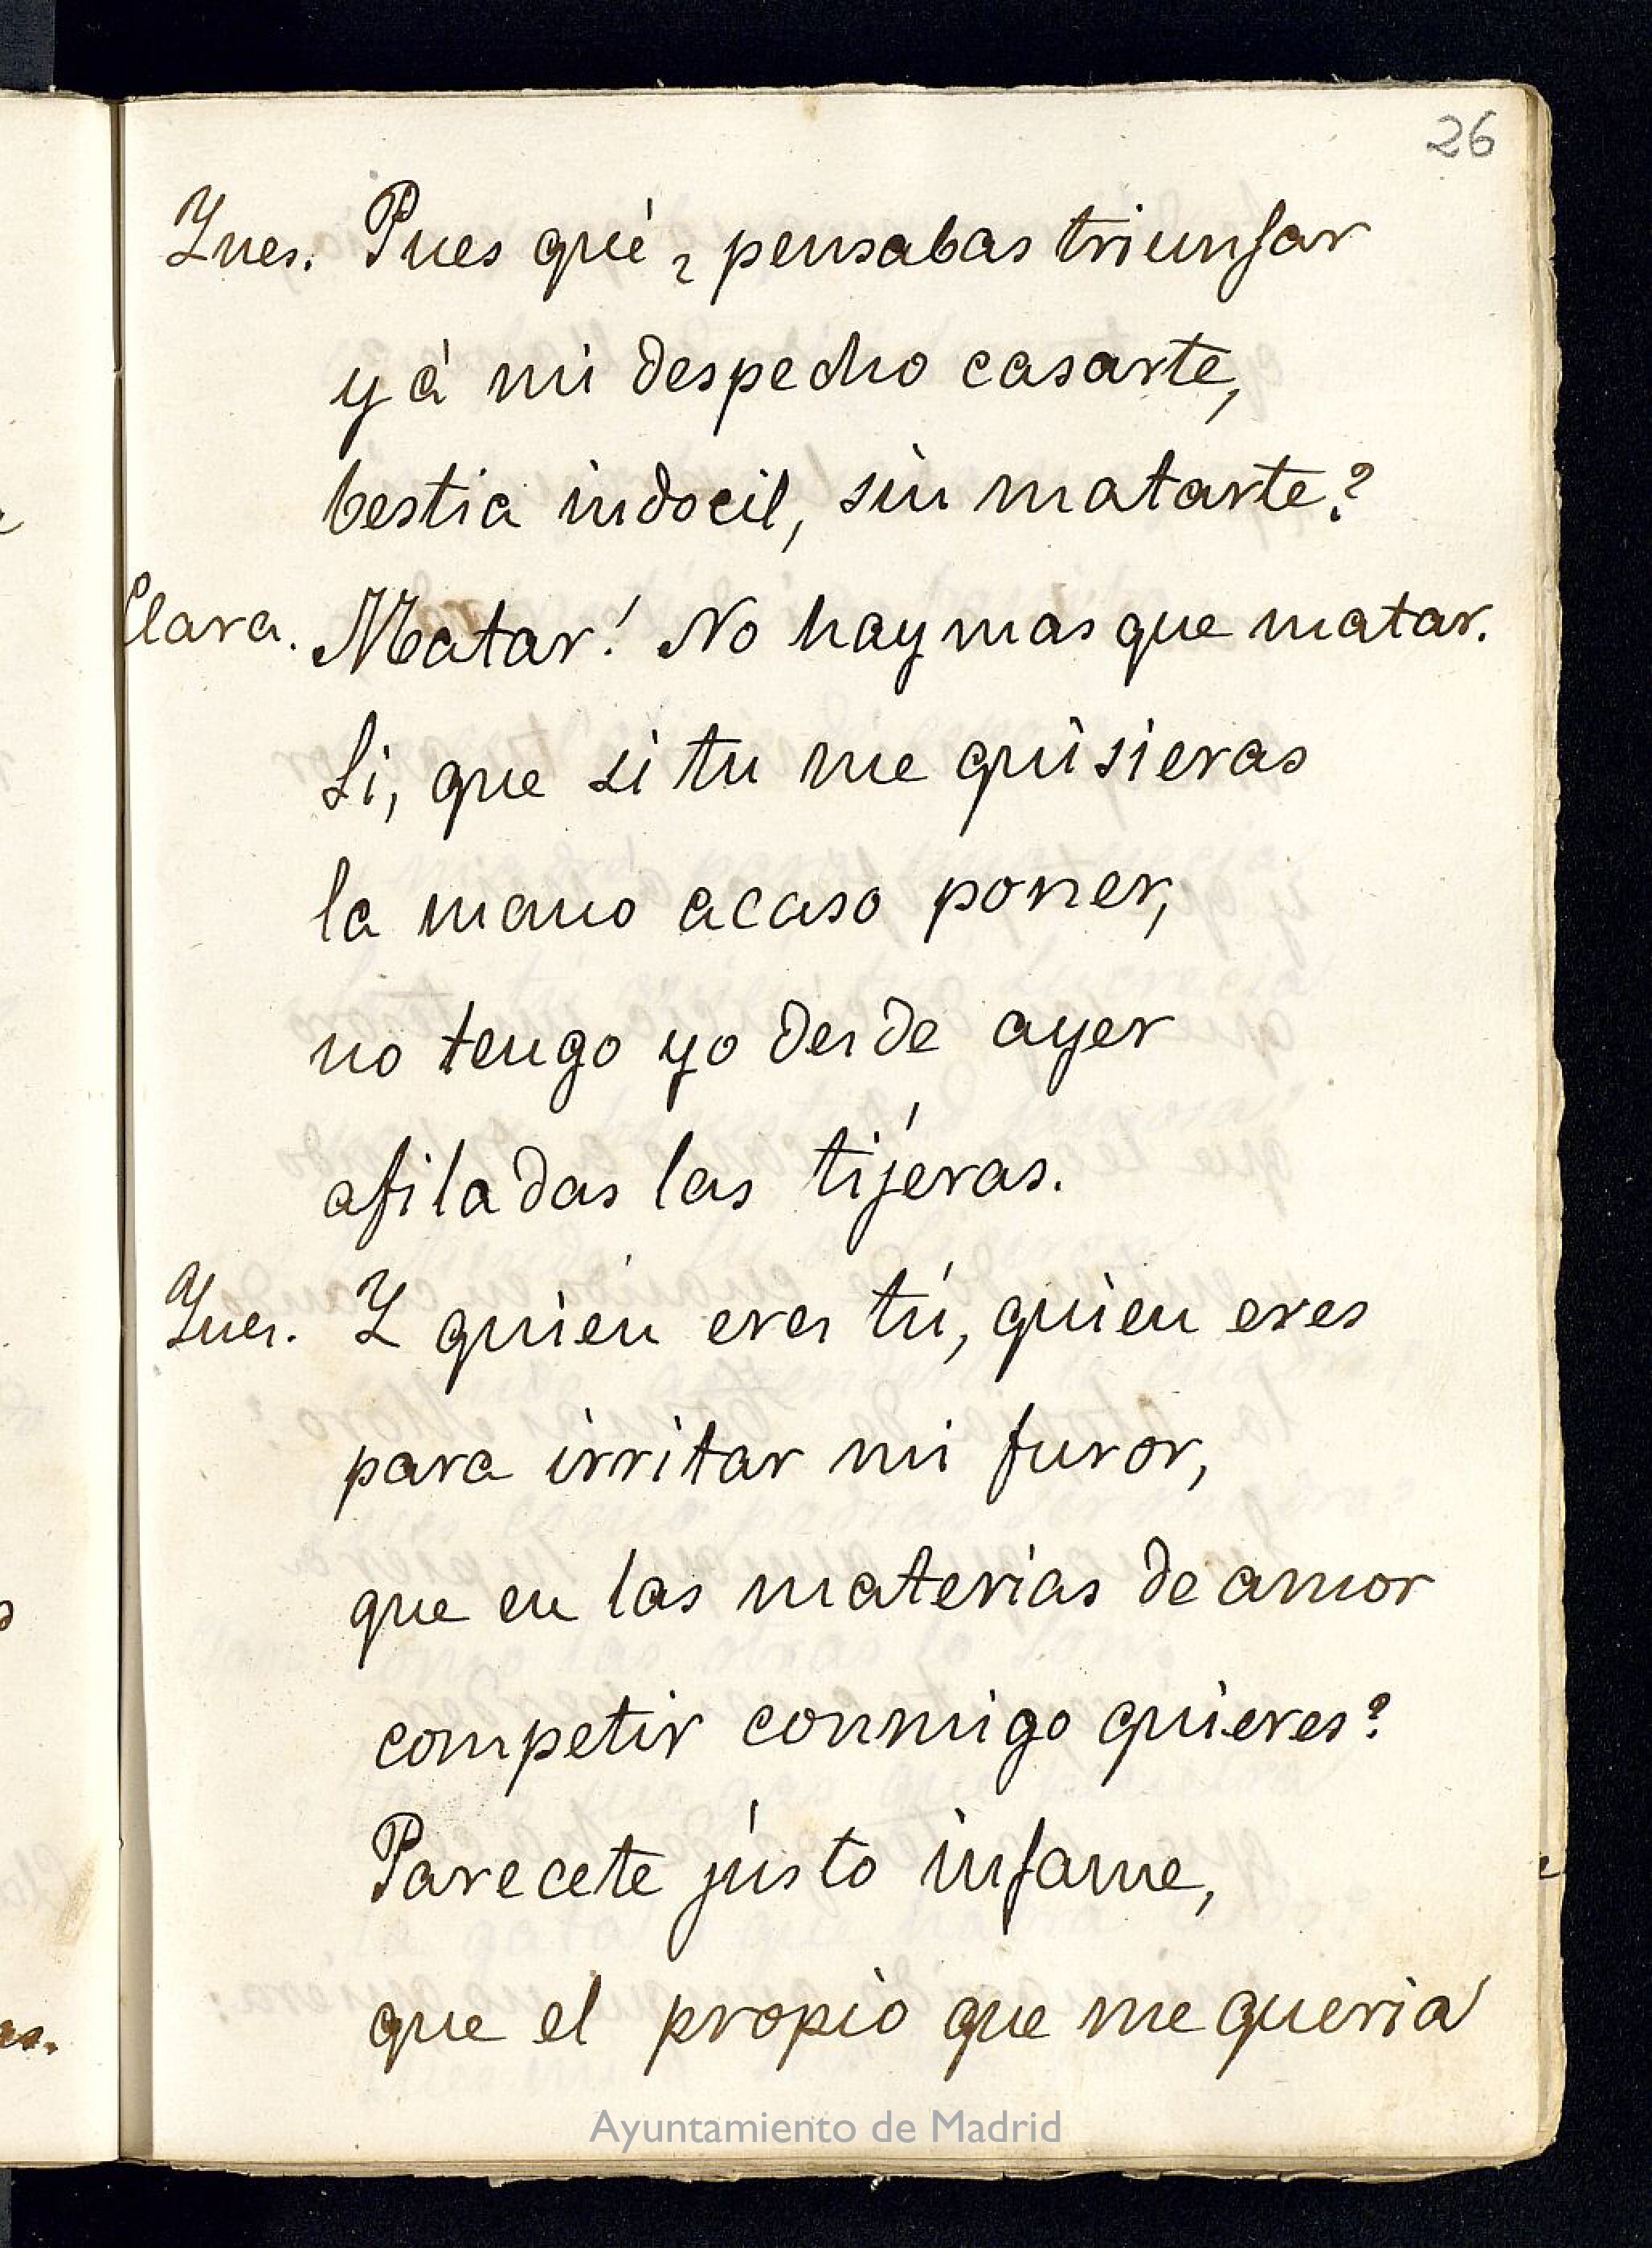 26
Ynes. Pues qué ¿ pensabas triunfar
y á mi despecho casarte,
bestia indocil, sin matarte?
Clara. Matar! No hay mas que matar.
Si, que si tu me quisieras
la mano acaso poner,
no tengo yo desde ayer
afiladas las tijeras.
Ynes. Y quien eres tú, quien eres
para irritar mi furor,
que en las materias de amor
competir conmigo quieres?
Parecete justo infame,
que el propio que me queria
Ayuntamiento de Madrid